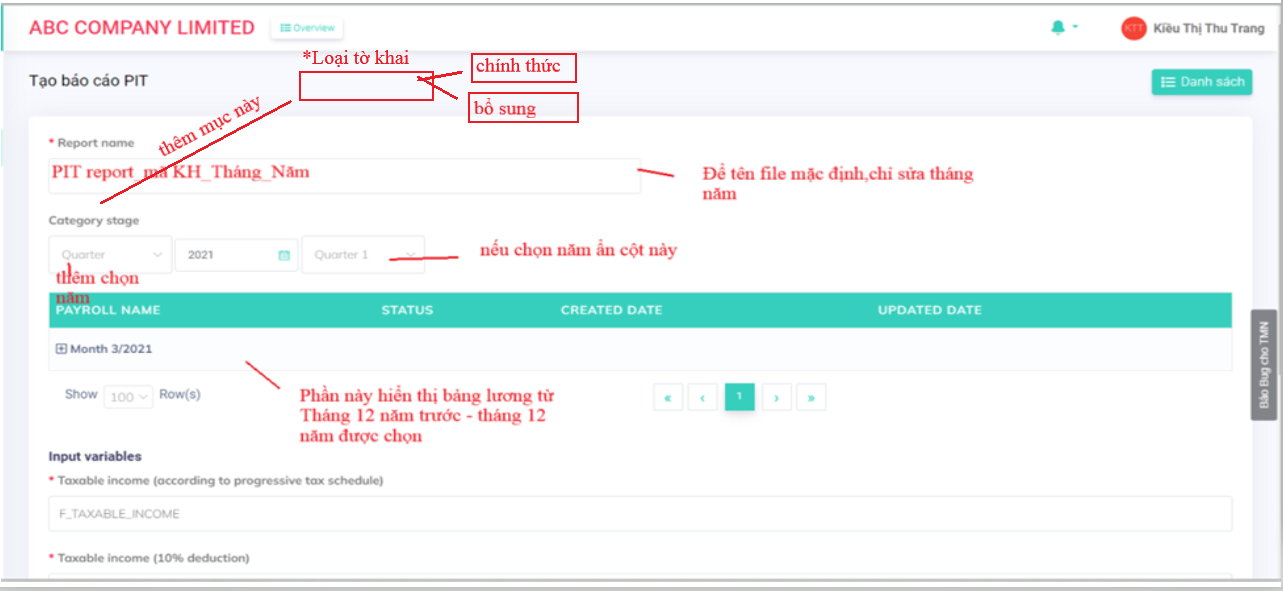 ABC COMPANY LIMITED
Overview
KTT
Kiều Thị Thu Trang
*Loại tờ khai
chính thức
bổ sung
Tạo báo cáo PIT
Danh sách
thêm mục này
* Report name
PIT report_mã KH_Tháng_Năm
Để tên file mặc định,chỉ sửa tháng
năm
Category stage
Quarter
2021
Quarter 1
nếu chọn năm ẩn cột này
thêm chọn
năm
PAYROLL NAME
STATUS
CREATED DATE
UPDATED DATE
Month 3/2021
Show
100
Row(s)
«
‹
1
›
»
Phần này hiển thị bảng lương từ
Tháng 12 năm trước - tháng 12
năm được chọn
Báo Bug cho TMN
Input variables
* Taxable income (according to progressive tax schedule)
F_TAXABLE_INCOME
* Taxable income (10% deduction)